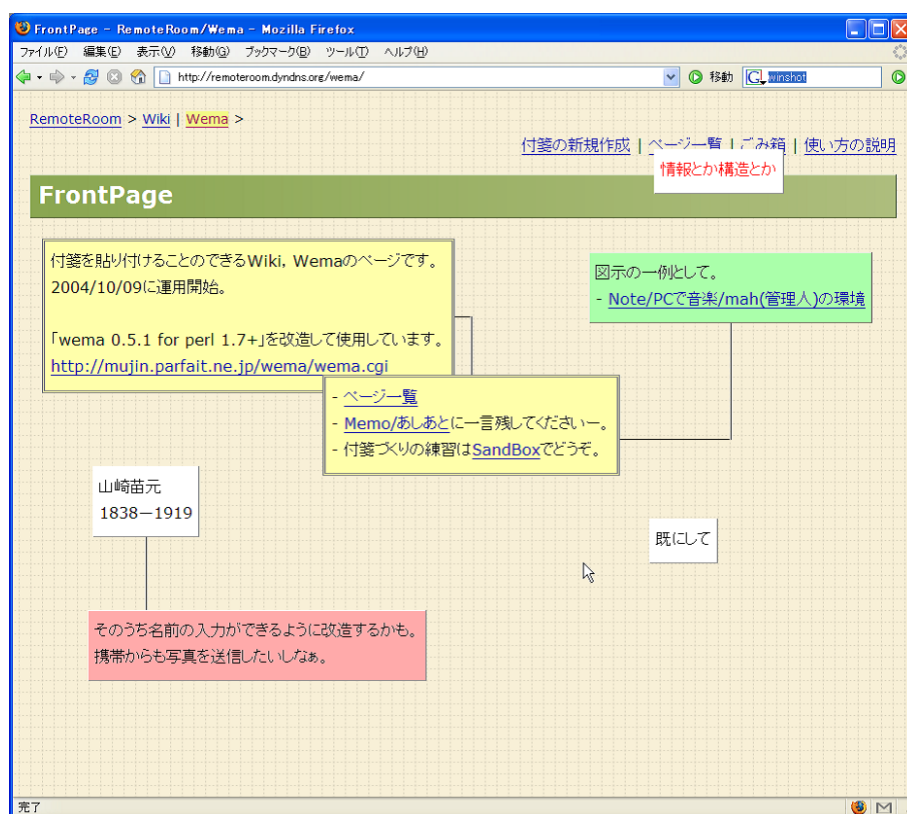 FrontPage - RemoteRoom/Wema - Mozilla Firefox
ファイル(F) 編集(E) 表示(V) 移動(G) ブックマーク(B) ツール(T) ヘルプ(H)
http://remoteroom.dyndns.org/wema/ 移動 G winshot
RemoteRoom > Wiki | Wema >
付箋の新規作成 | ページ一覧 | ごみ箱 | 使い方の説明
情報とか構造とか
FrontPage
付箋を貼り付けることのできるWiki, Wemaのページです。
2004/10/09に運用開始。
「wema 0.5.1 for perl 1.7+」を改造して使用しています。
http://mujin.parfait.ne.jp/wema/wema.cgi
図示の一例として。
- Note/PCで音楽/mah(管理人)の環境
- ページ一覧
- Memo/あしあとに一言残してくださいー。
- 付箋づくりの練習はSandBoxでどうぞ。
山崎苗元
1838－1919
既にして
そのうち名前の入力ができるように改造するかも。
携帯からも写真を送信したいしなぁ。
完了